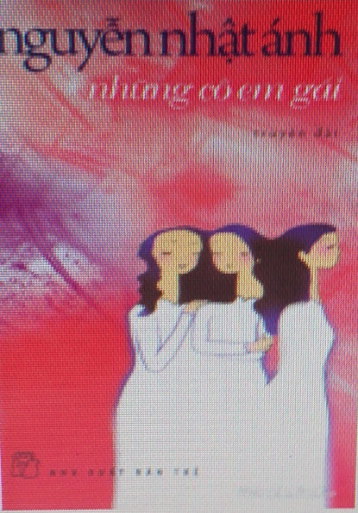 nguyễn nhật ánh
những cô em gái
truyện dài
NHÀ XUẤT BẢN TRẺ